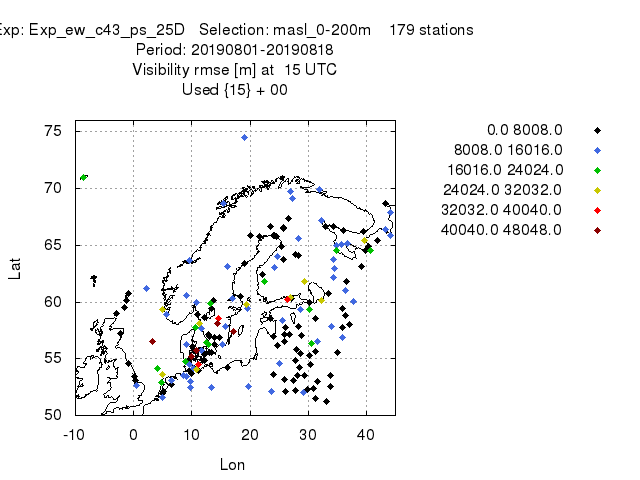 Exp: Exp_ew_c43_ps_25D Selection: masl_0-200m 179 stations
Period: 20190801-20190818
Visibility rmse [m] at 15 UTC
Used {15} + 00
0.0 8008.0
8008.0 16016.0
16016.0 24024.0
24024.0 32032.0
32032.0 40040.0
40040.0 48048.0
75
70
65
60
55
50
Lat
-10 0 10 20 30 40
Lon